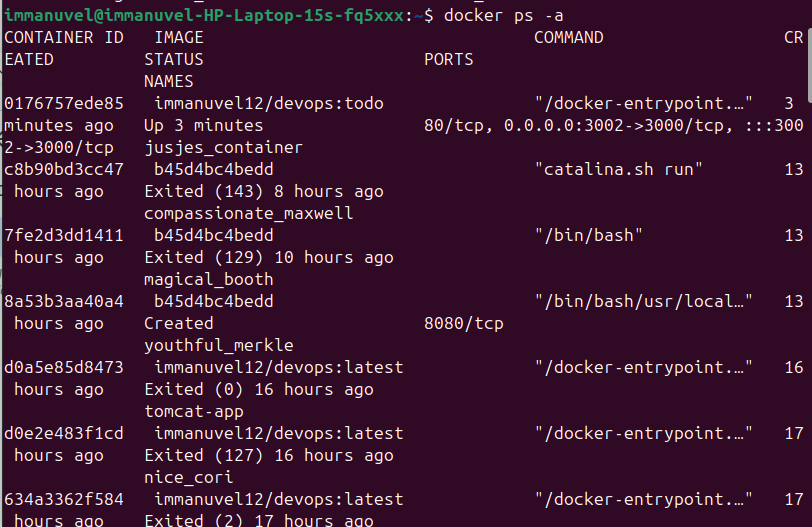 immanuvel@immanuvel-HP-Laptop-15s-fq5xxx:~$ docker ps -a
CONTAINER ID   IMAGE                                 COMMAND                  CR
EATED         STATUS                      PORTS
              NAMES
0176757ede85   immanuvel12/devops:todo               "/docker-entrypoint.…"   3
minutes ago   Up 3 minutes                80/tcp, 0.0.0.0:3002->3000/tcp, :::300
2->3000/tcp   jusjes_container
c8b90bd3cc47   b45d4bc4bedd                          "catalina.sh run"        13
 hours ago    Exited (143) 8 hours ago
              compassionate_maxwell
7fe2d3dd1411   b45d4bc4bedd                          "/bin/bash"              13
 hours ago    Exited (129) 10 hours ago
              magical_booth
8a53b3aa40a4   b45d4bc4bedd                          "/bin/bash/usr/local…"   13
 hours ago    Created                     8080/tcp
              youthful_merkle
d0a5e85d8473   immanuvel12/devops:latest             "/docker-entrypoint.…"   16
 hours ago    Exited (0) 16 hours ago
              tomcat-app
d0e2e483f1cd   immanuvel12/devops:latest             "/docker-entrypoint.…"   17
 hours ago    Exited (127) 16 hours ago
              nice_cori
634a3362f584   immanuvel12/devops:latest             "/docker-entrypoint.…"   17
 hours ago    Exited (2) 17 hours ago